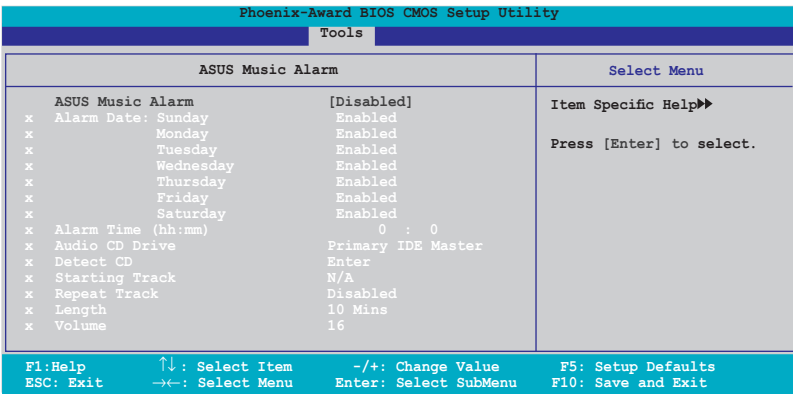 Phoenix-Award BIOS CMOS Setup Utility
Tools
ASUS Music Alarm
Select Menu
ASUS Music Alarm [Disabled]
x Alarm Date: Sunday Enabled
x Monday Enabled
x Tuesday Enabled
x Wednesday Enabled
x Thursday Enabled
x Friday Enabled
x Saturday Enabled
x Alarm Time (hh:mm) 0 : 0
x Audio CD Drive Primary IDE Master
x Detect CD Enter
x Starting Track N/A
x Repeat Track Disabled
x Length 10 Mins
x Volume 16
Item Specific Help▶▶
Press [Enter] to select.
F1:Help ↑↓: Select Item -/+: Change Value F5: Setup Defaults
ESC: Exit →←: Select Menu Enter: Select SubMenu F10: Save and Exit